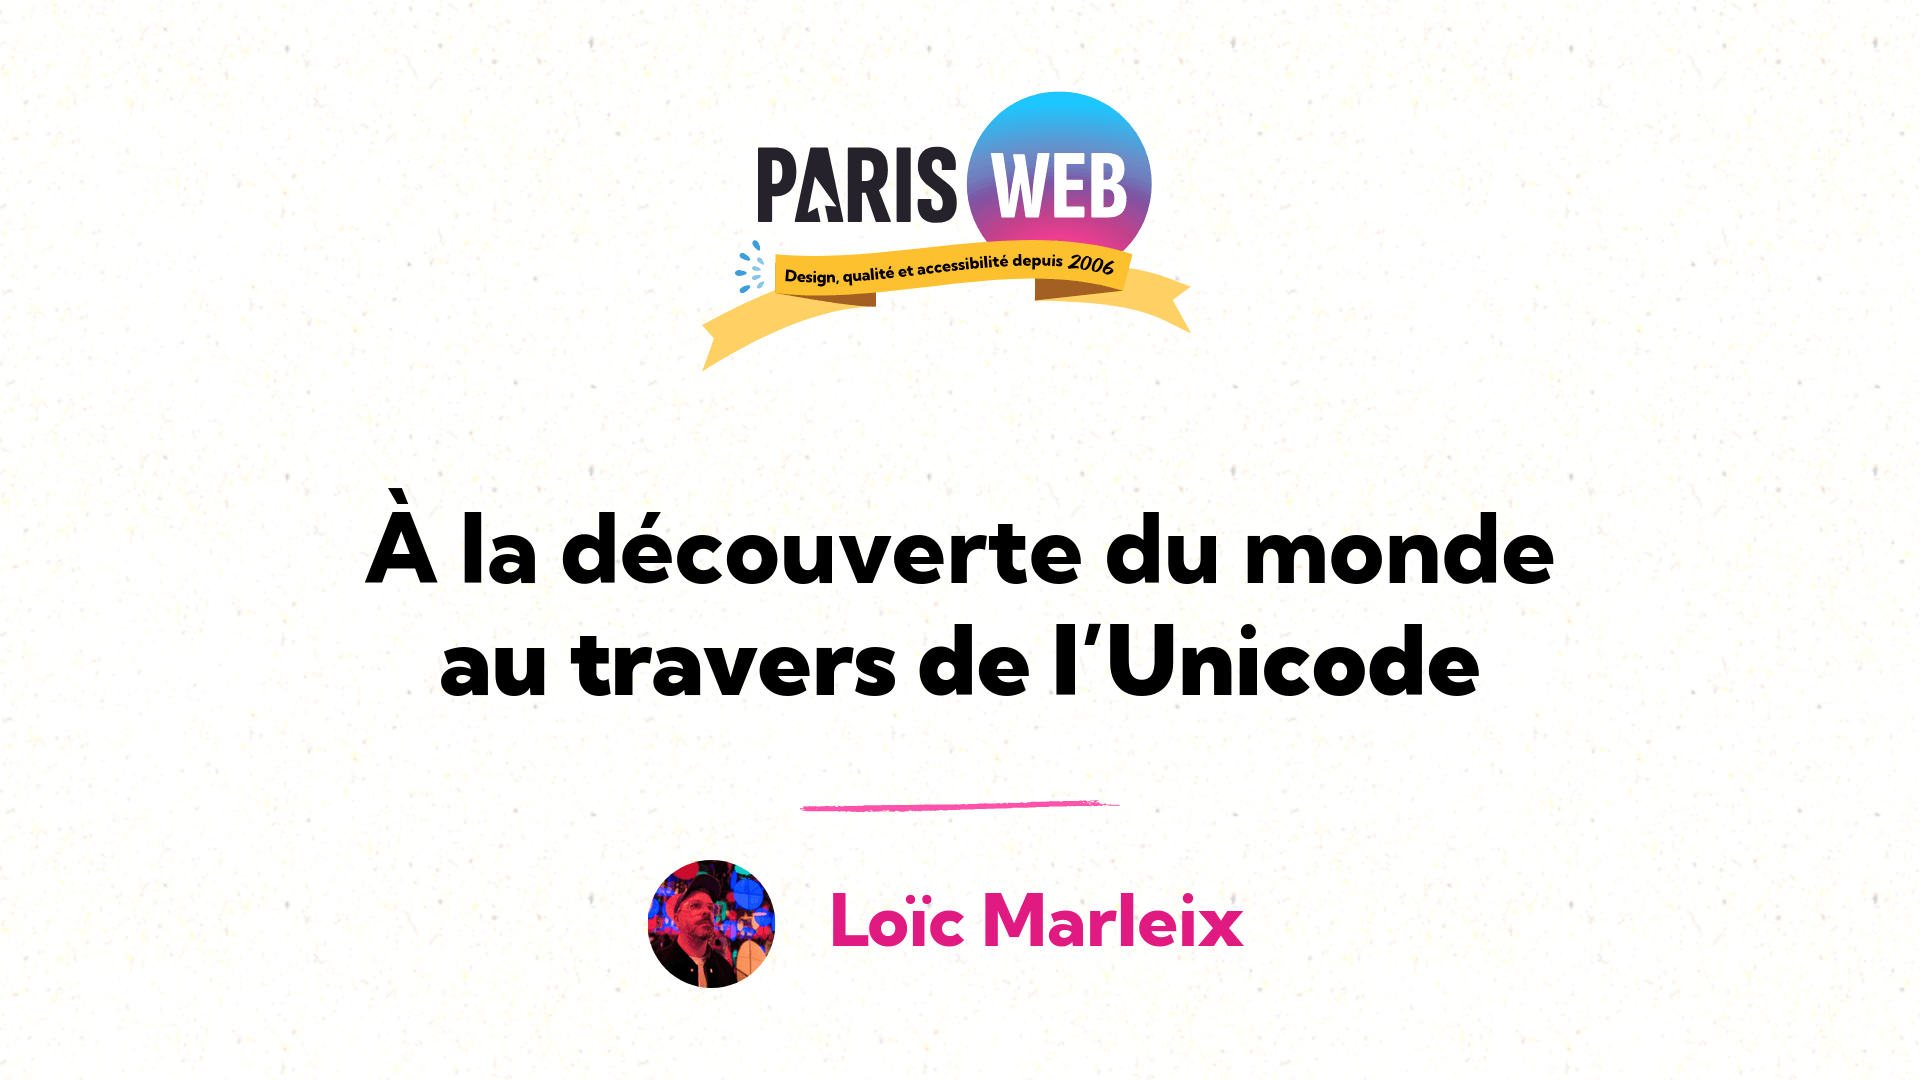 PARIS WEB
Design, qualité et accessibilité depuis 2006
À la découverte du monde
au travers de l’Unicode
Loïc Marleix